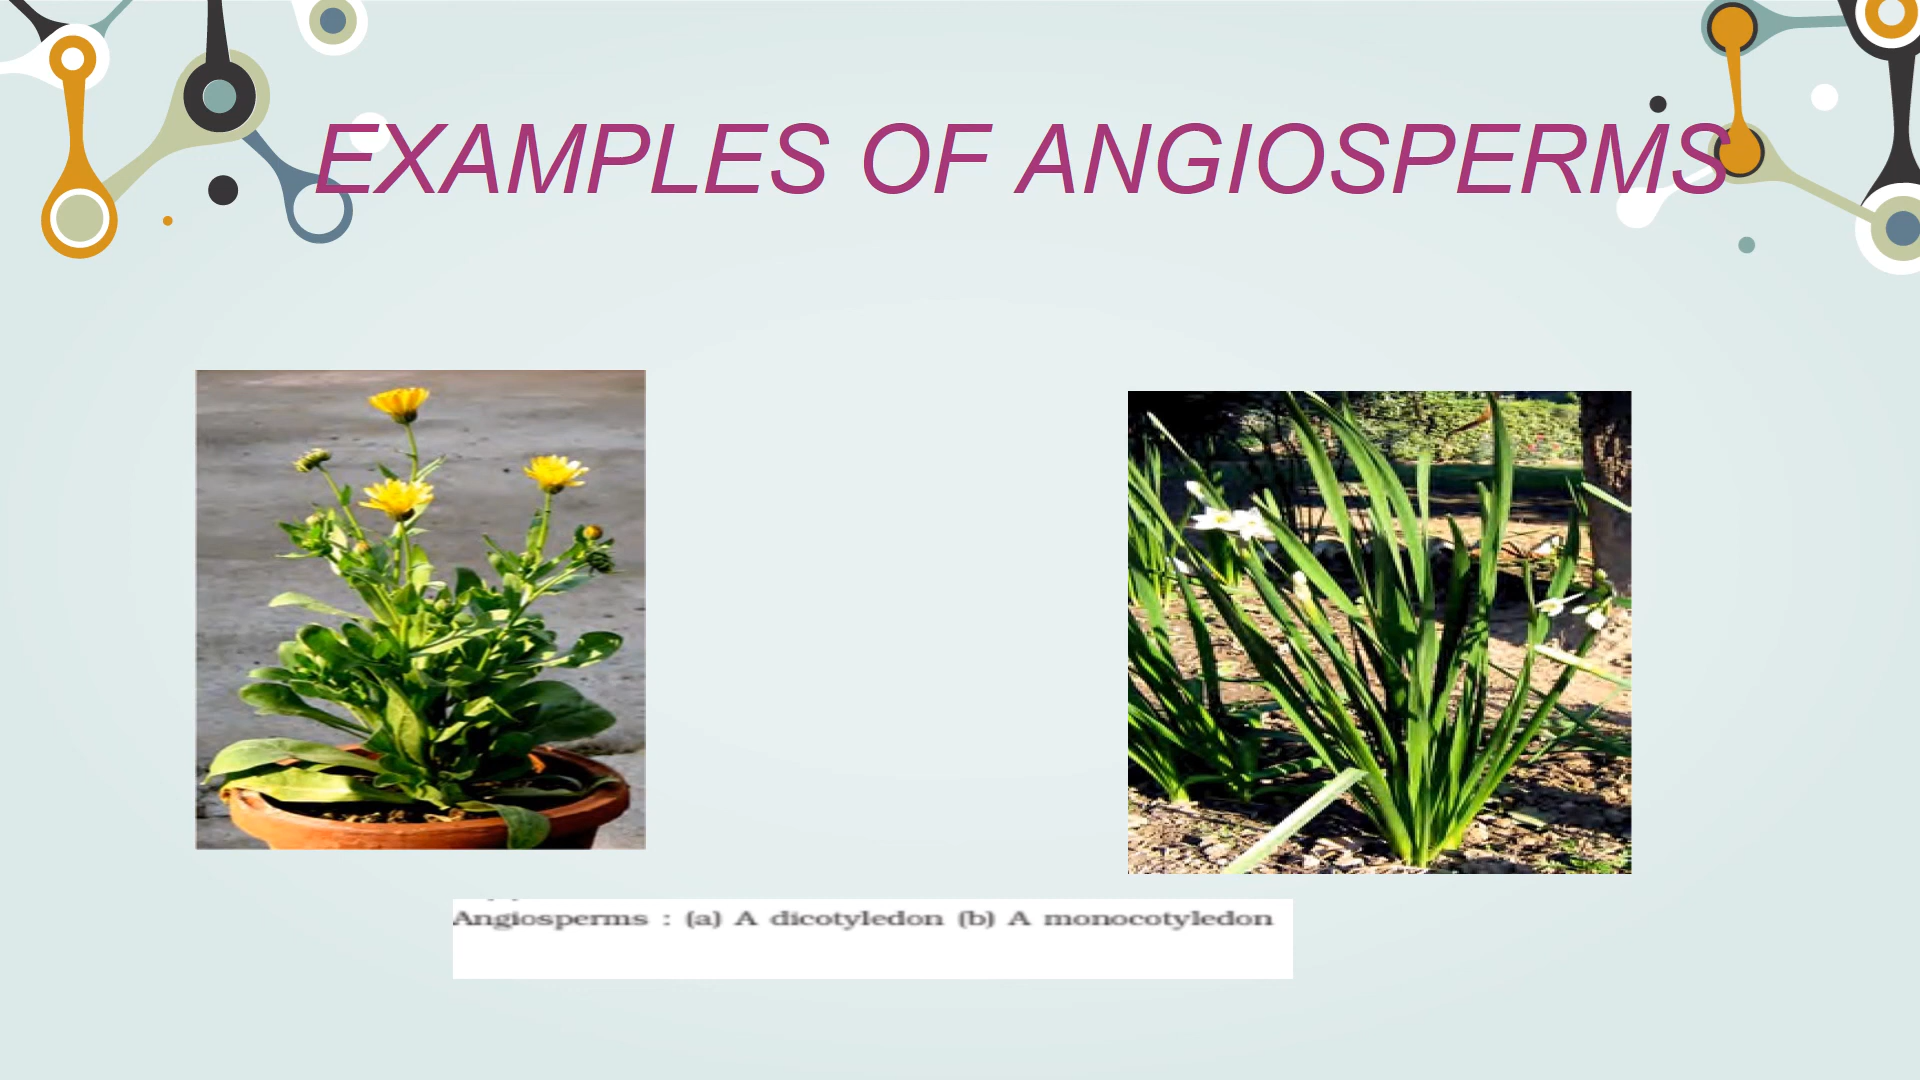 EXAMPLES OF ANGIOSPERMS
Angiosperms : (a) A dicotyledon (b) A monocotyledon